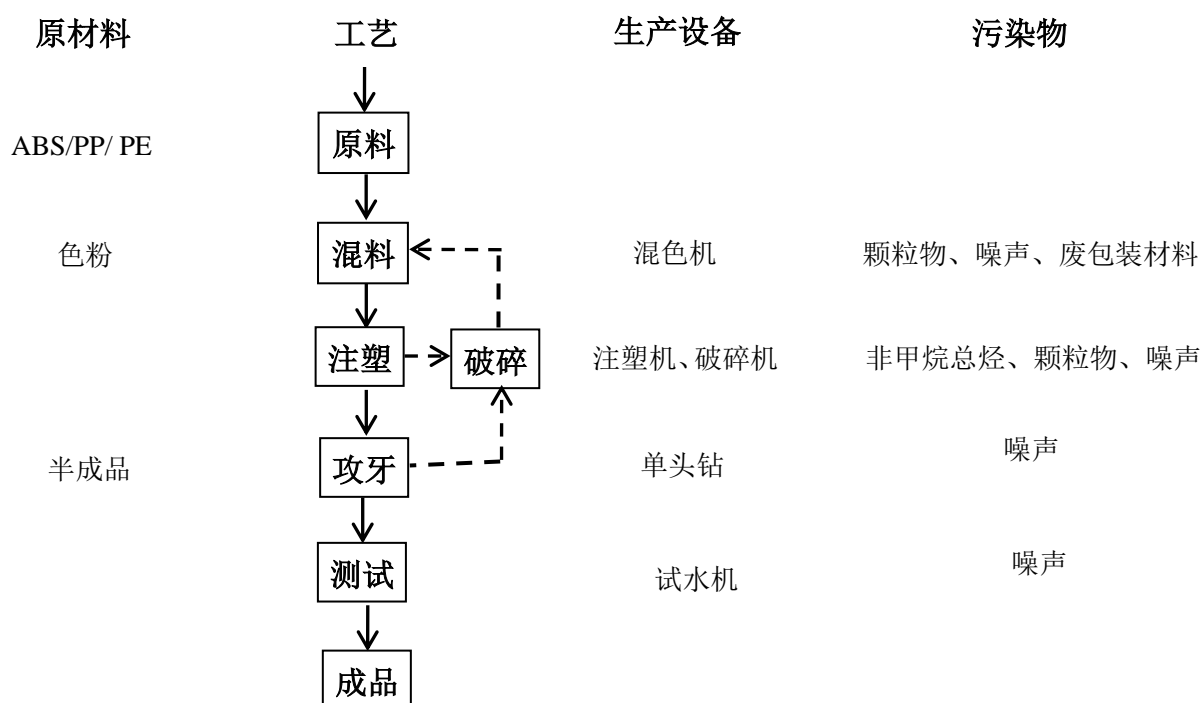 原材料 工艺 生产设备 污染物
ABS/PP/ PE 原料
色粉 混料 混色机 颗粒物、噪声、废包装材料
注塑 破碎 注塑机、破碎机 非甲烷总烃、颗粒物、噪声
半成品 攻牙 单头钻 噪声
测试 试水机 噪声
成品